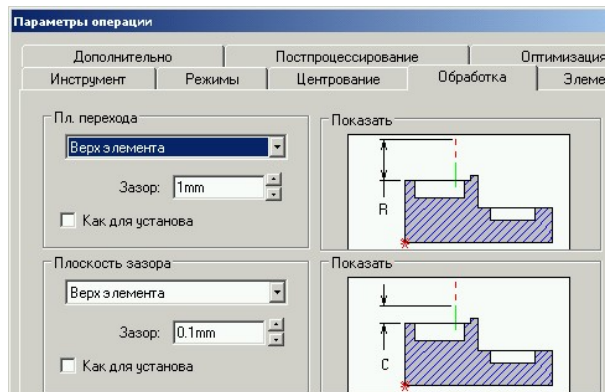 Параметры операции
Дополнительно Постпроцессирование Оптимизация
Инструмент Режимы Центрование Обработка Элеме
Пл. перехода Показать
Верх элемента
Зазор: 1mm
Как для установа
R
Плоскость зазора Показать
Верх элемента
Зазор: 0.1mm
Как для установа
C